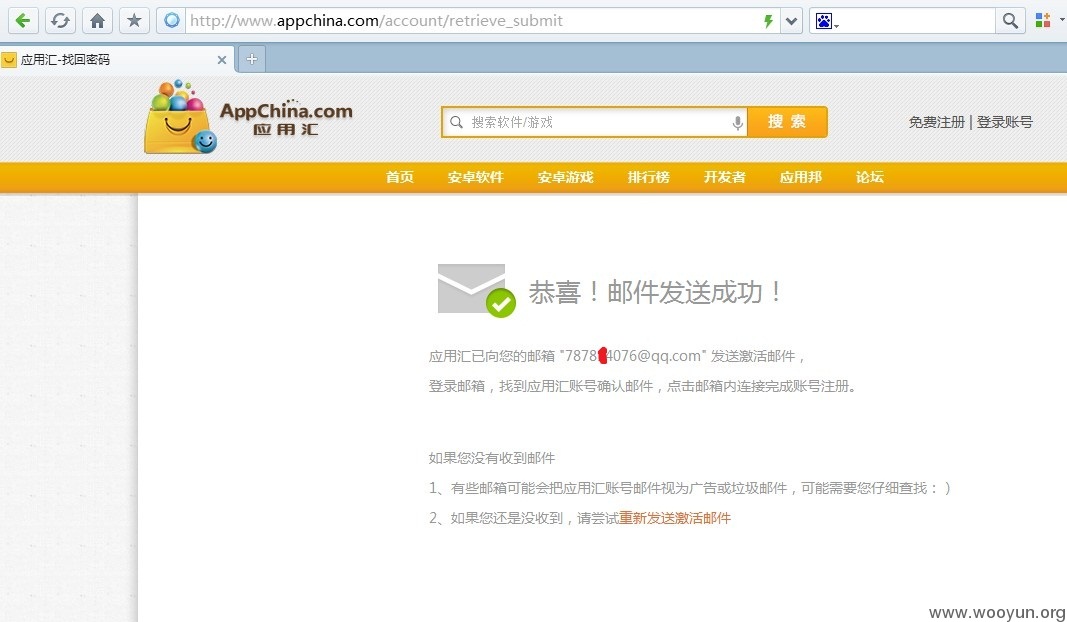 http://www.appchina.com/account/retrieve_submit
应用汇-找回密码
AppChina.com
应用汇
搜索软件/游戏
搜 索
免费注册 | 登录账号
首页 安卓软件 安卓游戏 排行榜 开发者 应用邦 论坛
恭喜！邮件发送成功！
应用汇已向您的邮箱 "78784076@qq.com" 发送激活邮件，
登录邮箱，找到应用汇账号确认邮件，点击邮箱内连接完成账号注册。
如果您没有收到邮件
1、有些邮箱可能会把应用汇账号邮件视为广告或垃圾邮件，可能需要您仔细查找：）
2、如果您还是没收到，请尝试重新发送激活邮件
www.wooyun.org